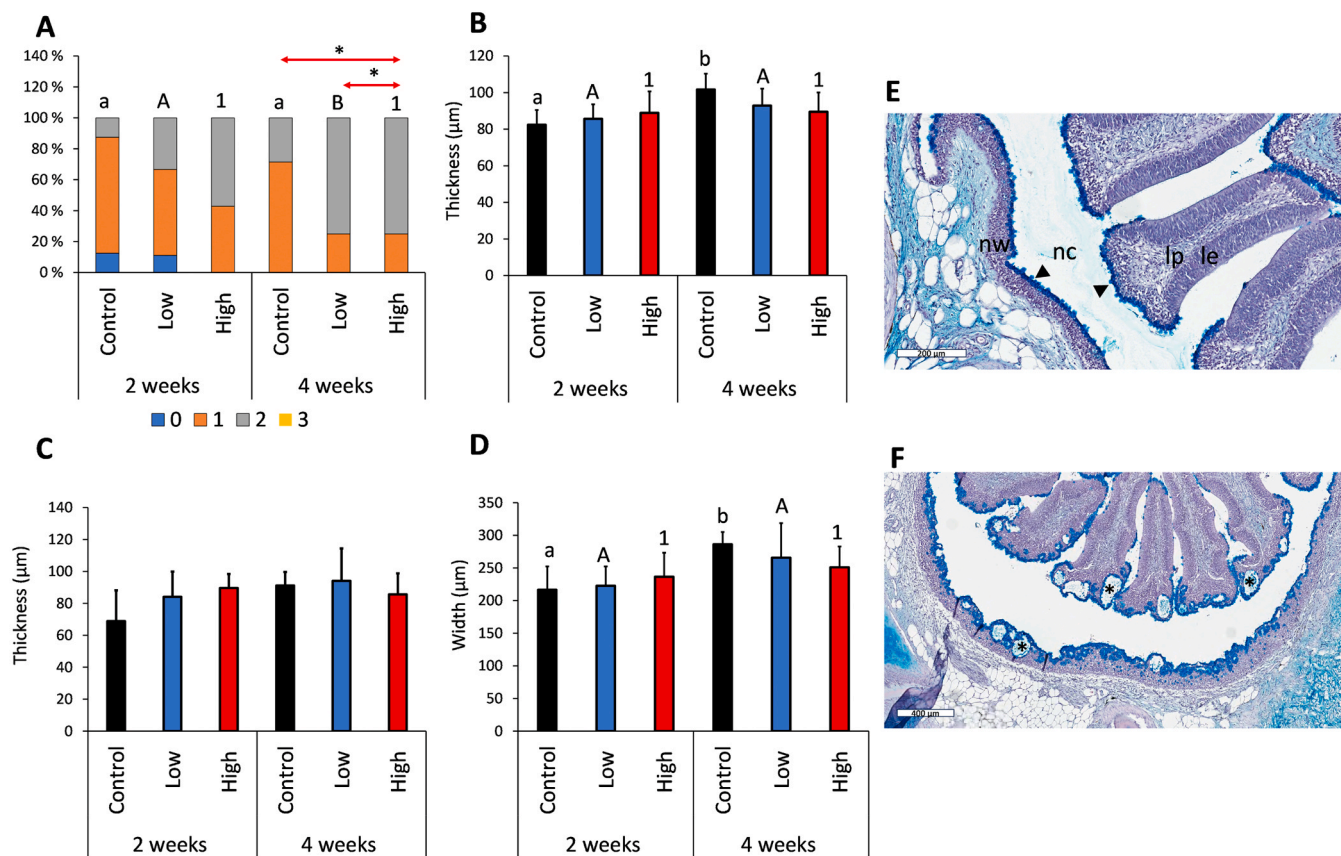 A
140 %
120 %
100 %
80 %
60 %
40 %
20 %
0 %
*
*
a A 1 a B 1
Control Low High Control Low High
2 weeks 4 weeks
0 1 2 3
B
Thickness (µm)
120
100
80
60
40
20
0
a A 1 b A 1
Control Low High Control Low High
2 weeks 4 weeks
E
nw nc lp le
200 µm
C
Thickness (µm)
140
120
100
80
60
40
20
0
Control Low High Control Low High
2 weeks 4 weeks
D
Width (µm)
350
300
250
200
150
100
50
0
a A 1 b A 1
Control Low High Control Low High
2 weeks 4 weeks
F
* * *
400 µm